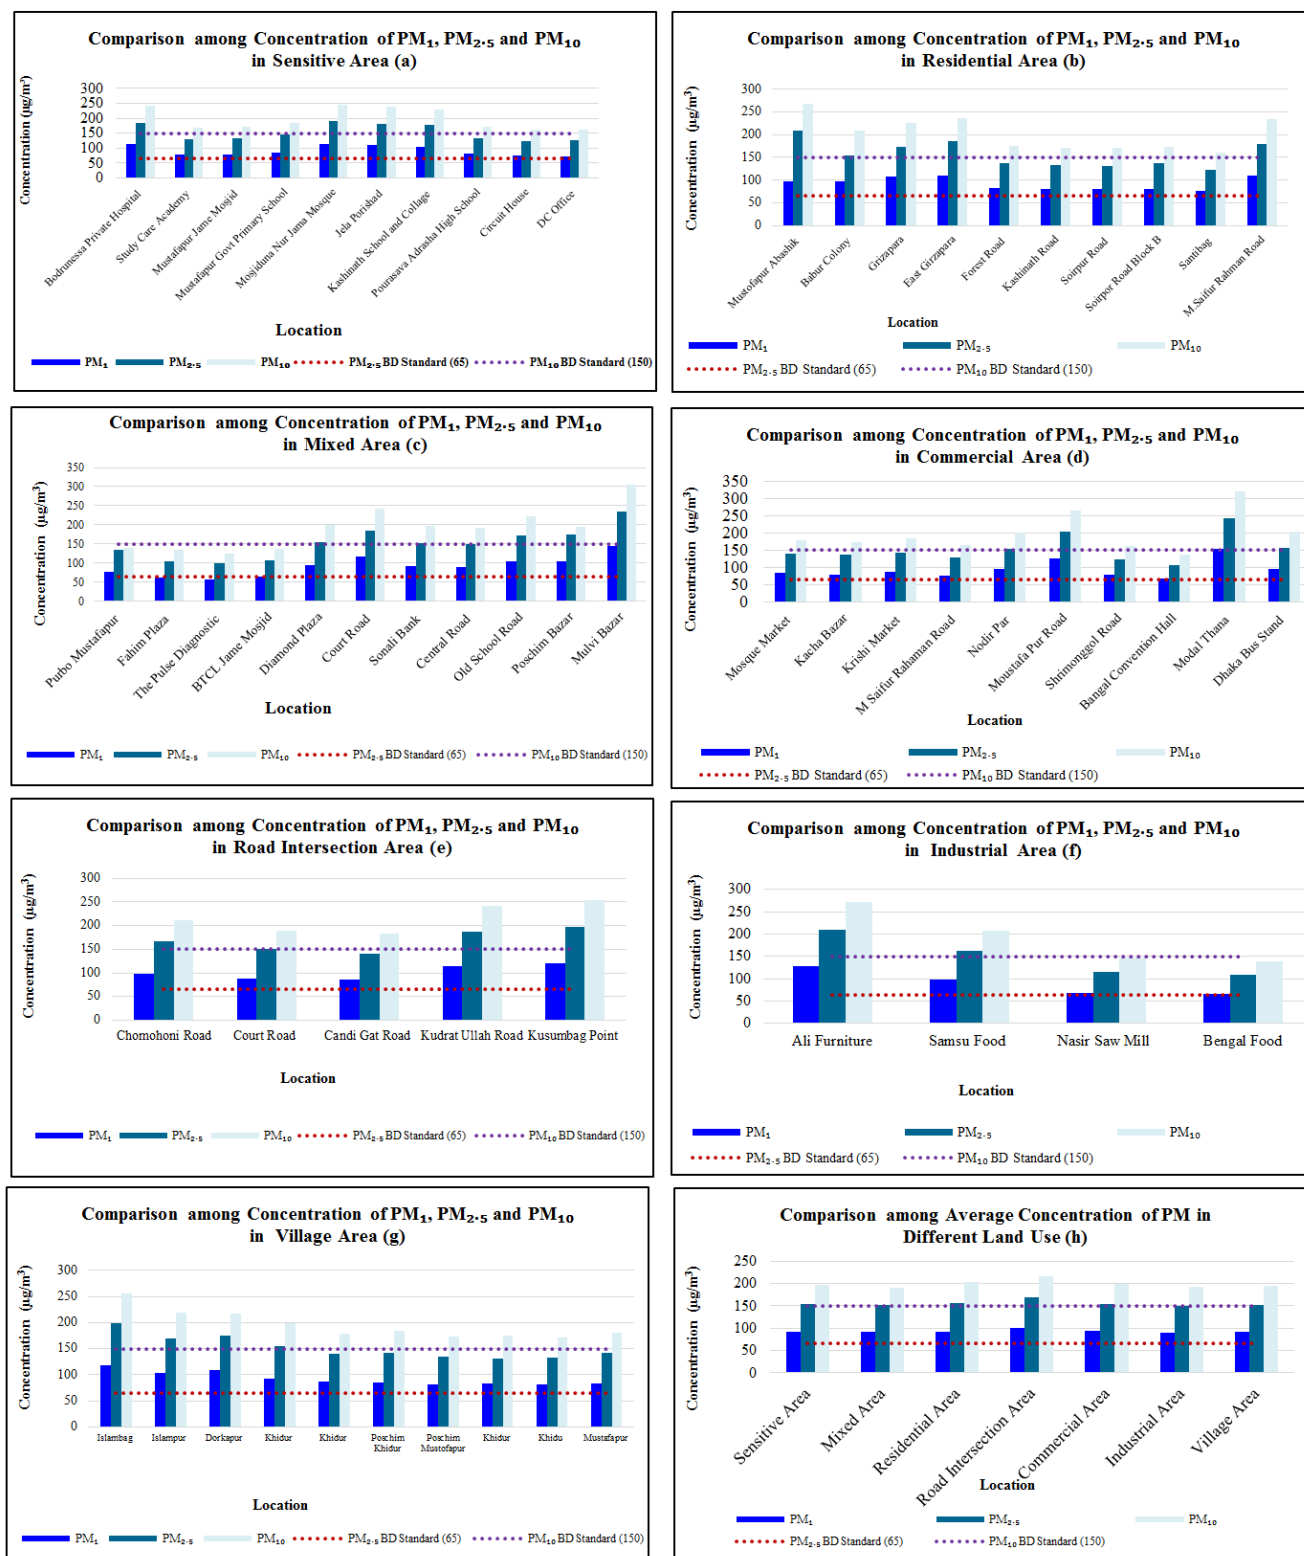 Comparison among Concentration of PM₁, PM₂.₅ and PM₁₀
in Sensitive Area (a)
Concentration (µg/m³)
300
250
200
150
100
50
0
Bodrunessa Private Hospital
Study Care Academy
Mustafapur Jame Mosjid
Mustafapur Govt Primary School
Mosjiduna Nur Jama Mosque
Jela Porishad
Kashinath School and Collage
Pourasava Adrasha High School
Circuit House
DC Office
Location
PM₁ PM₂.₅ PM₁₀ PM₂.₅ BD Standard (65) PM₁₀ BD Standard (150)
Comparison among Concentration of PM₁, PM₂.₅ and PM₁₀
in Residential Area (b)
Concentration (µg/m³)
300
250
200
150
100
50
0
Mustofapur Abashik
Babur Colony
Grizapara
East Girzapara
Forest Road
Kashinath Road
Soirpur Road
Soirpor Road Block B
Santibag
M.Saifur Rahman Road
Location
PM₁ PM₂.₅ PM₁₀
PM₂.₅ BD Standard (65) PM₁₀ BD Standard (150)
Comparison among Concentration of PM₁, PM₂.₅ and PM₁₀
in Mixed Area (c)
Concentration (µg/m³)
350
300
250
200
150
100
50
0
Purbo Mustafapur
Fahim Plaza
The Pulse Diagnostic
BTCL Jame Mosjid
Diamond Plaza
Court Road
Sonali Bank
Central Road
Old School Road
Poschim Bazar
Mulvi Bazar
Location
PM₁ PM₂.₅ PM₁₀ PM₂.₅ BD Standard (65) PM₁₀ BD Standard (150)
Comparison among Concentration of PM₁, PM₂.₅ and PM₁₀
in Commercial Area (d)
Concentration (µg/m³)
350
300
250
200
150
100
50
0
Mosque Market
Kacha Bazar
Krishi Market
M Saifur Rahaman Road
Nodir Par
Moustafa Pur Road
Shrimonggol Road
Bangal Convention Hall
Modal Thana
Dhaka Bus Stand
Location
PM₁ PM₂.₅ PM₁₀
PM₂.₅ BD Standard (65) PM₁₀ BD Standard (150)
Comparison among Concentration of PM₁, PM₂.₅ and PM₁₀
in Road Intersection Area (e)
Concentration (µg/m³)
300
250
200
150
100
50
0
Chomohoni Road Court Road Candi Gat Road Kudrat Ullah Road Kusumbag Point
Location
PM₁ PM₂.₅ PM₁₀ PM₂.₅ BD Standard (65) PM₁₀ BD Standard (150)
Comparison among Concentration of PM₁, PM₂.₅ and PM₁₀
in Industrial Area (f)
Concentration (µg/m³)
300
250
200
150
100
50
0
Ali Furniture Samsu Food Nasir Saw Mill Bengal Food
Location
PM₁ PM₂.₅ PM₁₀
PM₂.₅ BD Standard (65) PM₁₀ BD Standard (150)
Comparison among Concentration of PM₁, PM₂.₅ and PM₁₀
in Village Area (g)
Concentration (µg/m³)
300
250
200
150
100
50
0
Islambag Islampur Dorkapur Khidur Khidur Poschim Khidur Poschim Mustofapur Khidur Khidu Mustafapur
Location
PM₁ PM₂.₅ PM₁₀ PM₂.₅ BD Standard (65) PM₁₀ BD Standard (150)
Comparison among Average Concentration of PM in
Different Land Use (h)
Concentration (µg/m³)
250
200
150
100
50
0
Sensitive Area
Mixed Area
Residential Area
Road Intersection Area
Commercial Area
Industrial Area
Village Area
Location
PM₁ PM₂.₅ PM₁₀
PM₂.₅ BD Standard (65) PM₁₀ BD Standard (150)